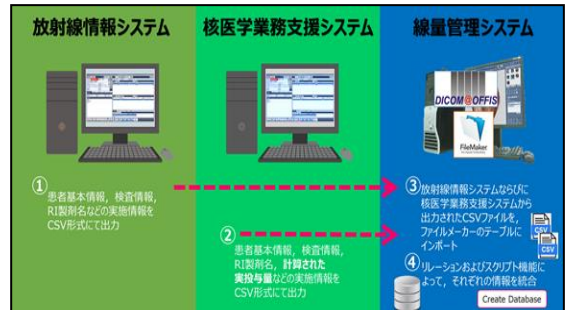 放射線情報システム
核医学業務支援システム
線量管理システム
DICOM@OFFIS
FileMaker
①
患者基本情報，検査情報，
RI製剤名などの実施情報を
CSV形式にて出力
②
患者基本情報，検査情報，
RI製剤名，計算された
実投与量などの実施情報を
CSV形式にて出力
③
放射線情報システムならびに
核医学業務支援システムから
出力されたCSVファイルを，
ファイルメーカーのテーブルに
インポート
CSV
CSV
④
リレーションおよびスクリプト機能に
よって，それぞれの情報を統合
Create Database